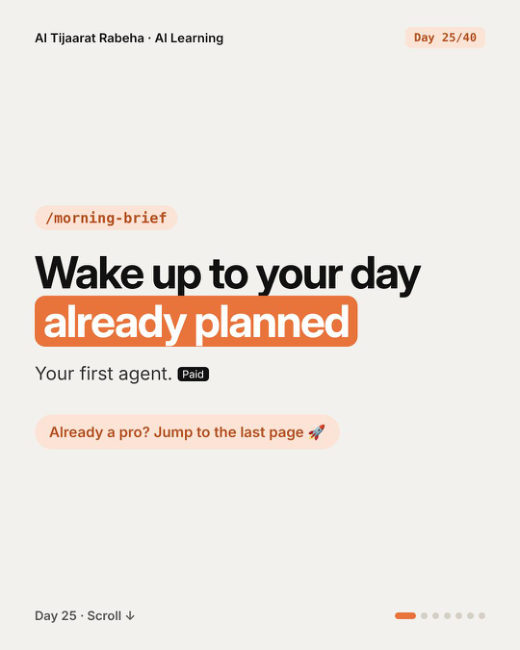 Al Tijaarat Rabeha · AI Learning
Day 25/40
/morning-brief
Wake up to your day
already planned
Your first agent. Paid
Already a pro? Jump to the last page 🚀
Day 25 · Scroll ↓